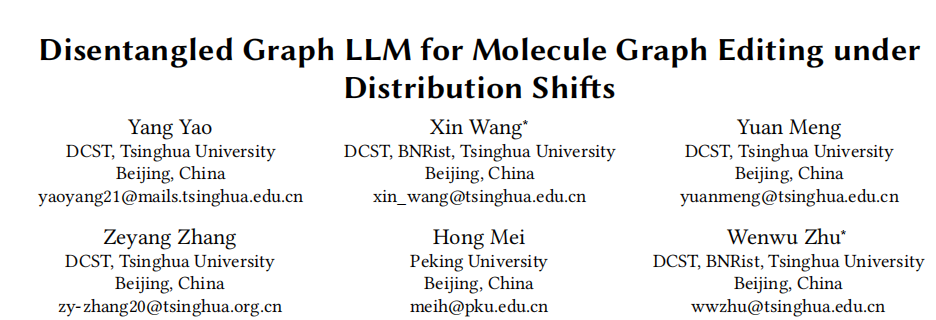 Disentangled Graph LLM for Molecule Graph Editing under
Distribution Shifts
Yang Yao
DCST, Tsinghua University
Beijing, China
yaoyang21@mails.tsinghua.edu.cn
Xin Wang*
DCST, BNRist, Tsinghua University
Beijing, China
xin_wang@tsinghua.edu.cn
Yuan Meng
DCST, Tsinghua University
Beijing, China
yuanmeng@tsinghua.edu.cn
Zeyang Zhang
DCST, Tsinghua University
Beijing, China
zy-zhang20@tsinghua.org.cn
Hong Mei
Peking University
Beijing, China
meih@pku.edu.cn
Wenwu Zhu*
DCST, BNRist, Tsinghua University
Beijing, China
wwzhu@tsinghua.edu.cn